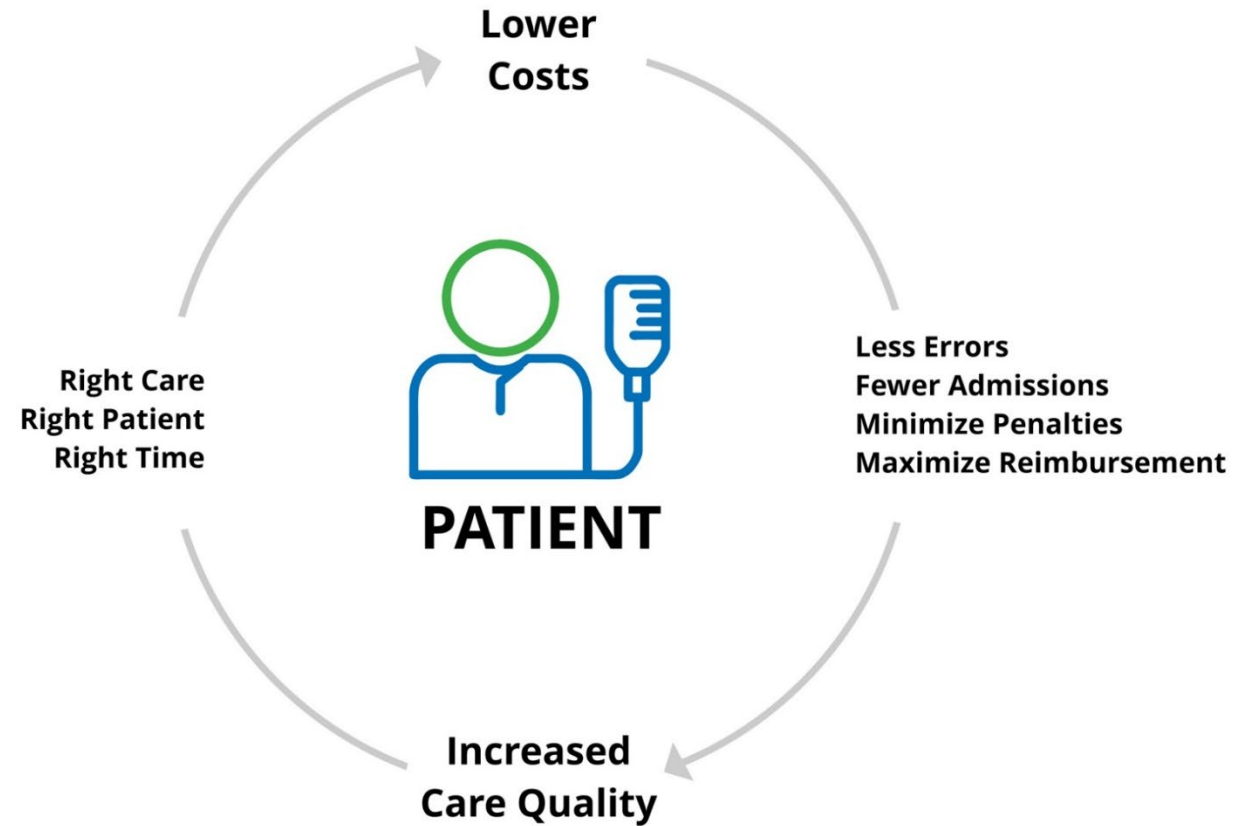 Lower
Costs
Less Errors
Fewer Admissions
Minimize Penalties
Maximize Reimbursement
Right Care
Right Patient
Right Time
PATIENT
Increased
Care Quality